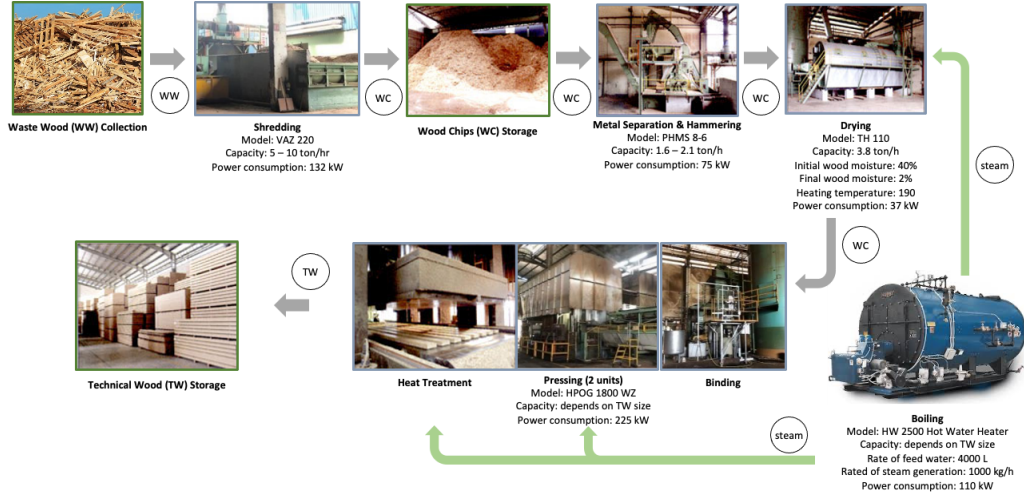 WW
WC
WC
WC
Waste Wood (WW) Collection
Shredding
Model: VAZ 220
Capacity: 5 – 10 ton/hr
Power consumption: 132 kW
Wood Chips (WC) Storage
Metal Separation & Hammering
Model: PHMS 8-6
Capacity: 1.6 – 2.1 ton/h
Power consumption: 75 kW
Drying
Model: TH 110
Capacity: 3.8 ton/h
Initial wood moisture: 40%
Final wood moisture: 2%
Heating temperature: 190
Power consumption: 37 kW
steam
WC
TW
Technical Wood (TW) Storage
Heat Treatment
Pressing (2 units)
Model: HPOG 1800 WZ
Capacity: depends on TW size
Power consumption: 225 kW
Binding
steam
Boiling
Model: HW 2500 Hot Water Heater
Capacity: depends on TW size
Rate of feed water: 4000 L
Rated of steam generation: 1000 kg/h
Power consumption: 110 kW